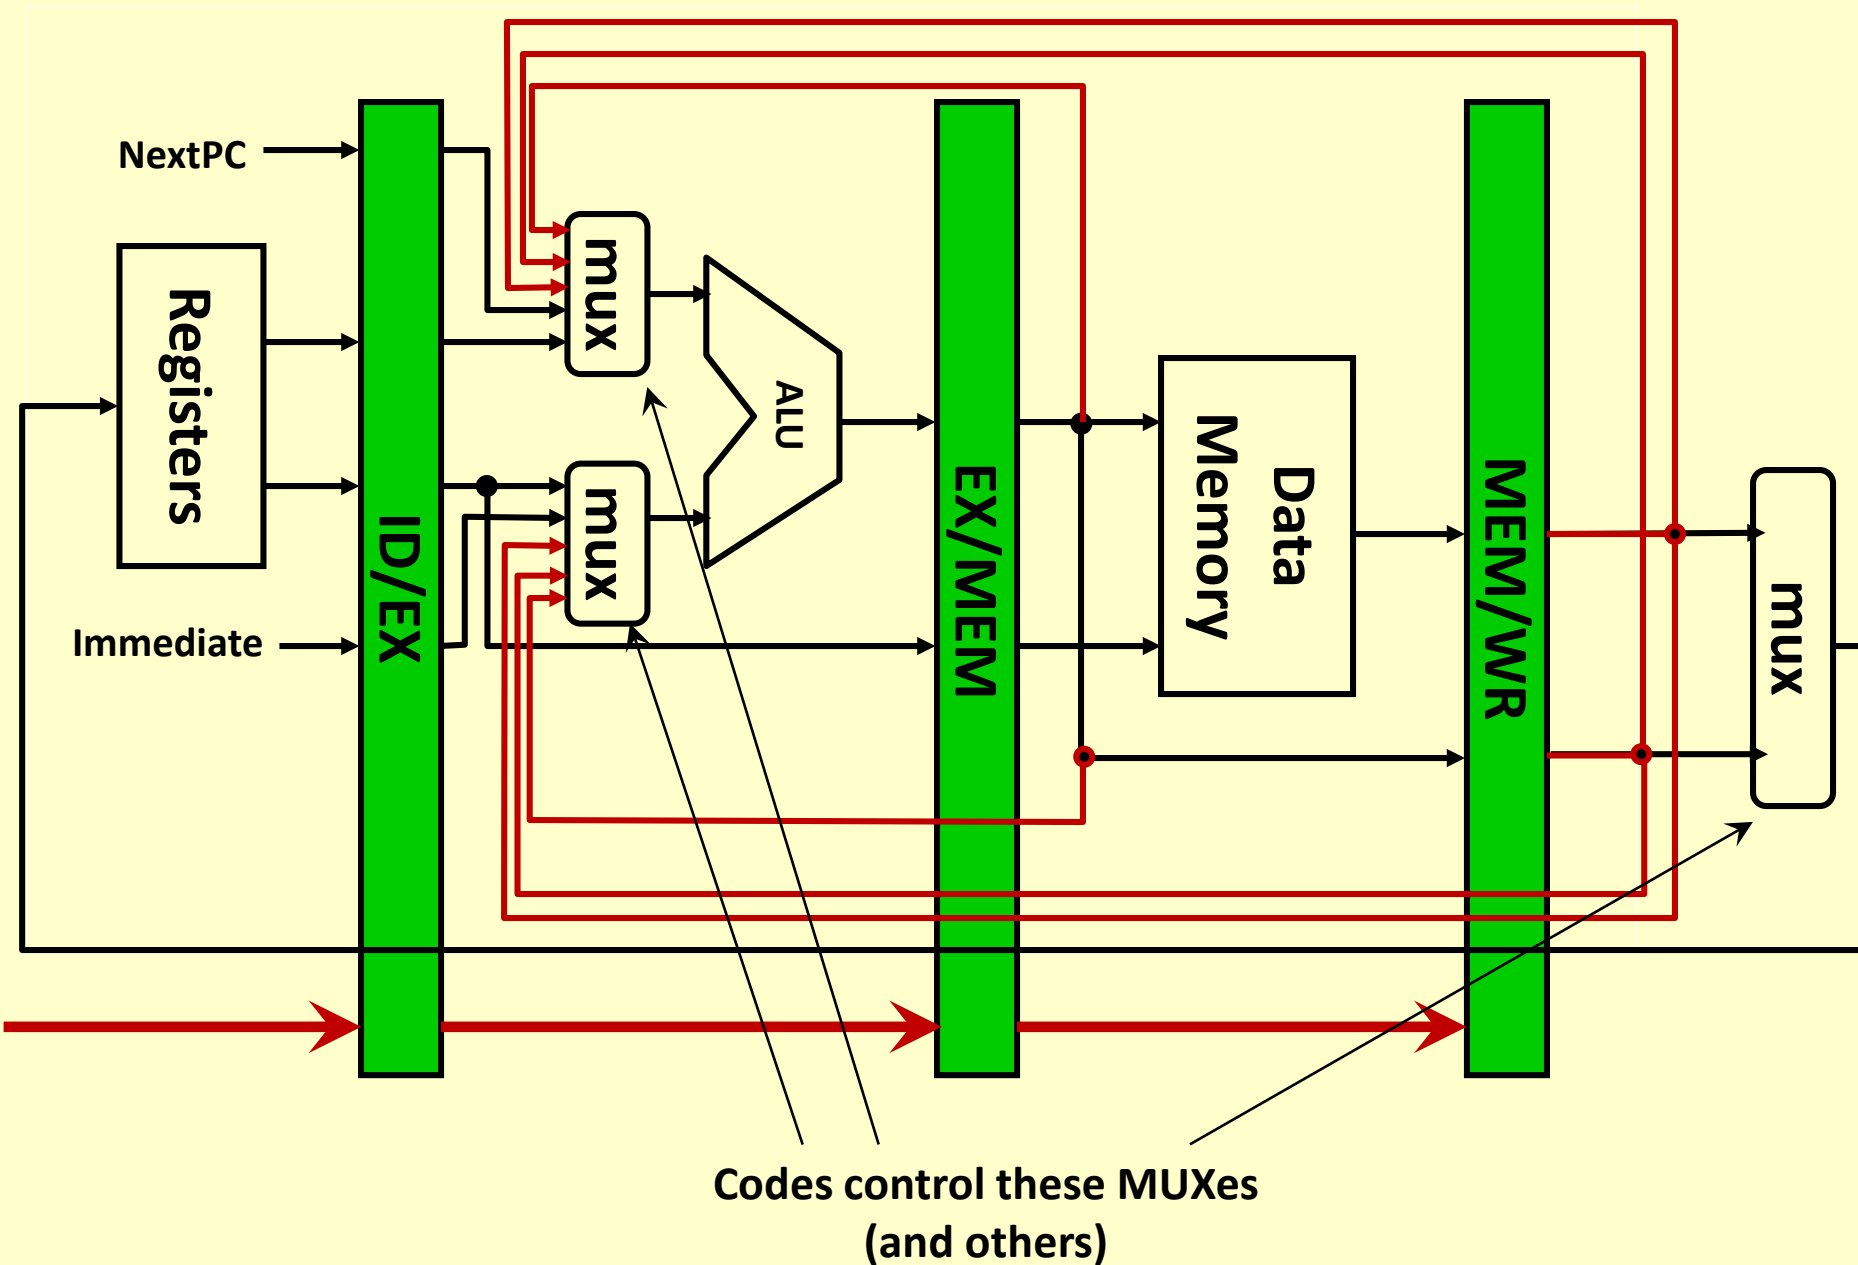 NextPC
Registers
Immediate
ID/EX
mux
mux
ALU
EX/MEM
Data
Memory
MEM/WR
mux
Codes control these MUXes
(and others)